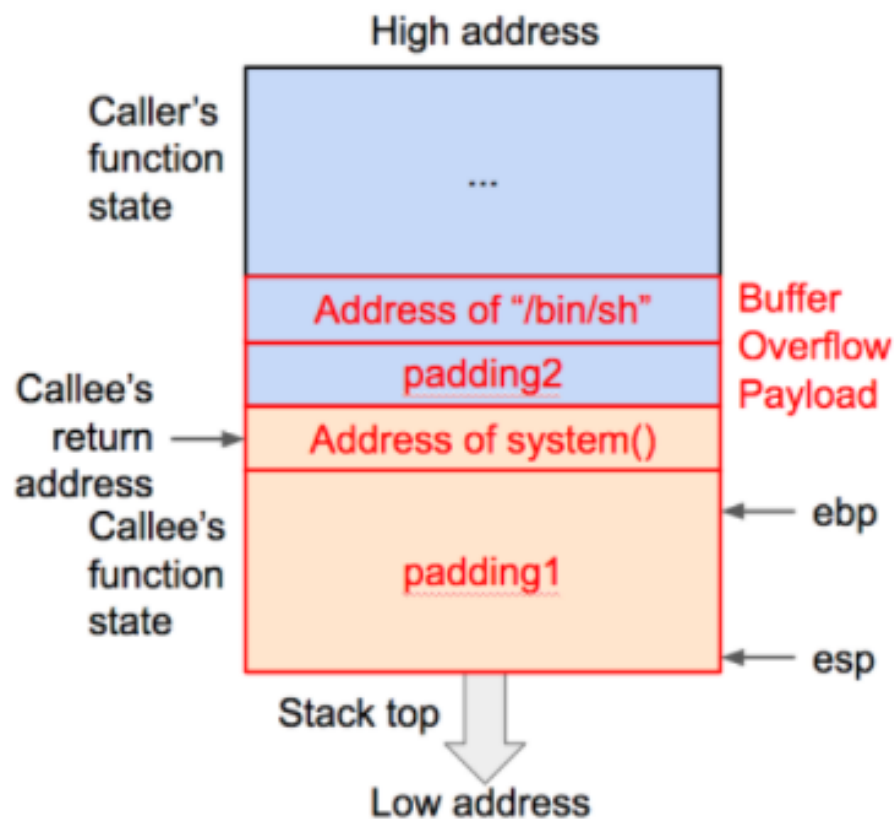 High address
Caller's
function
state
...
Address of “/bin/sh”
Buffer
Overflow
Payload
padding2
Callee's
return
address
Address of system()
Callee's
function
state
ebp
padding1
esp
Stack top
Low address